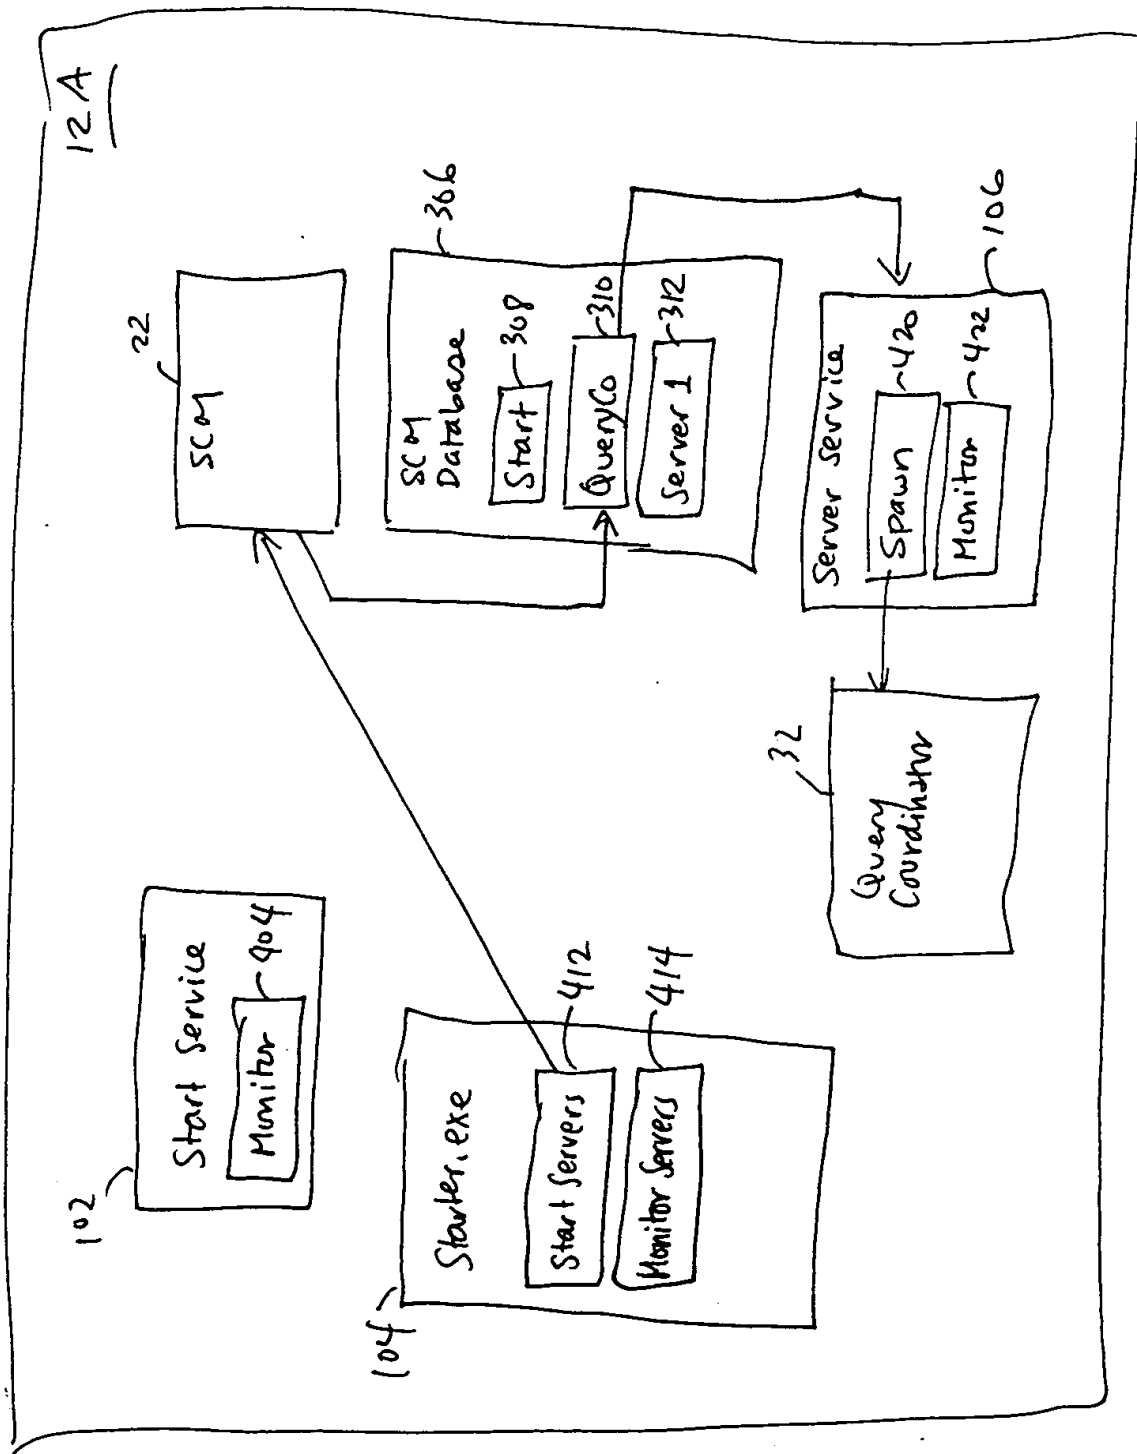 12A
102
Start Service
Monitor
404
22
SCM
104
Starter.exe
Start Servers
412
Monitor Servers
414
306
SCM
Database
Start
308
QueryCo
310
Server 1
312
32
Query
Coordinator
Server Service
Spawn
420
Monitor
422
106